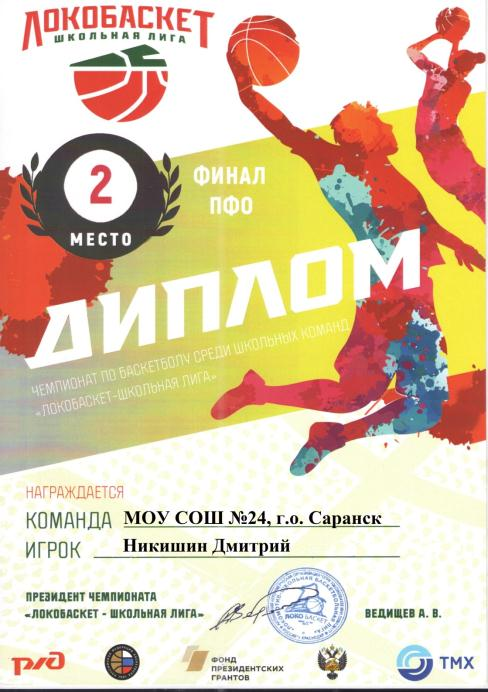 ЛОКОБАСКЕТ
ШКОЛЬНАЯ ЛИГА
2
МЕСТО
ФИНАЛ
ПФО
ДИПЛОМ
ЧЕМПИОНАТ ПО БАСКЕТБОЛУ СРЕДИ ШКОЛЬНЫХ КОМАНД
«ЛОКОБАСКЕТ-ШКОЛЬНАЯ ЛИГА»
НАГРАЖДАЕТСЯ
КОМАНДА МОУ СОШ №24, г.о. Саранск
ИГРОК Никишин Дмитрий
ПРЕЗИДЕНТ ЧЕМПИОНАТА
«ЛОКОБАСКЕТ - ШКОЛЬНАЯ ЛИГА»
ЛОКОБАСКЕТ
ВЕДИЩЕВ А. В.
РЖД
ФОНД
ПРЕЗИДЕНТСКИХ
ГРАНТОВ
ТМХ